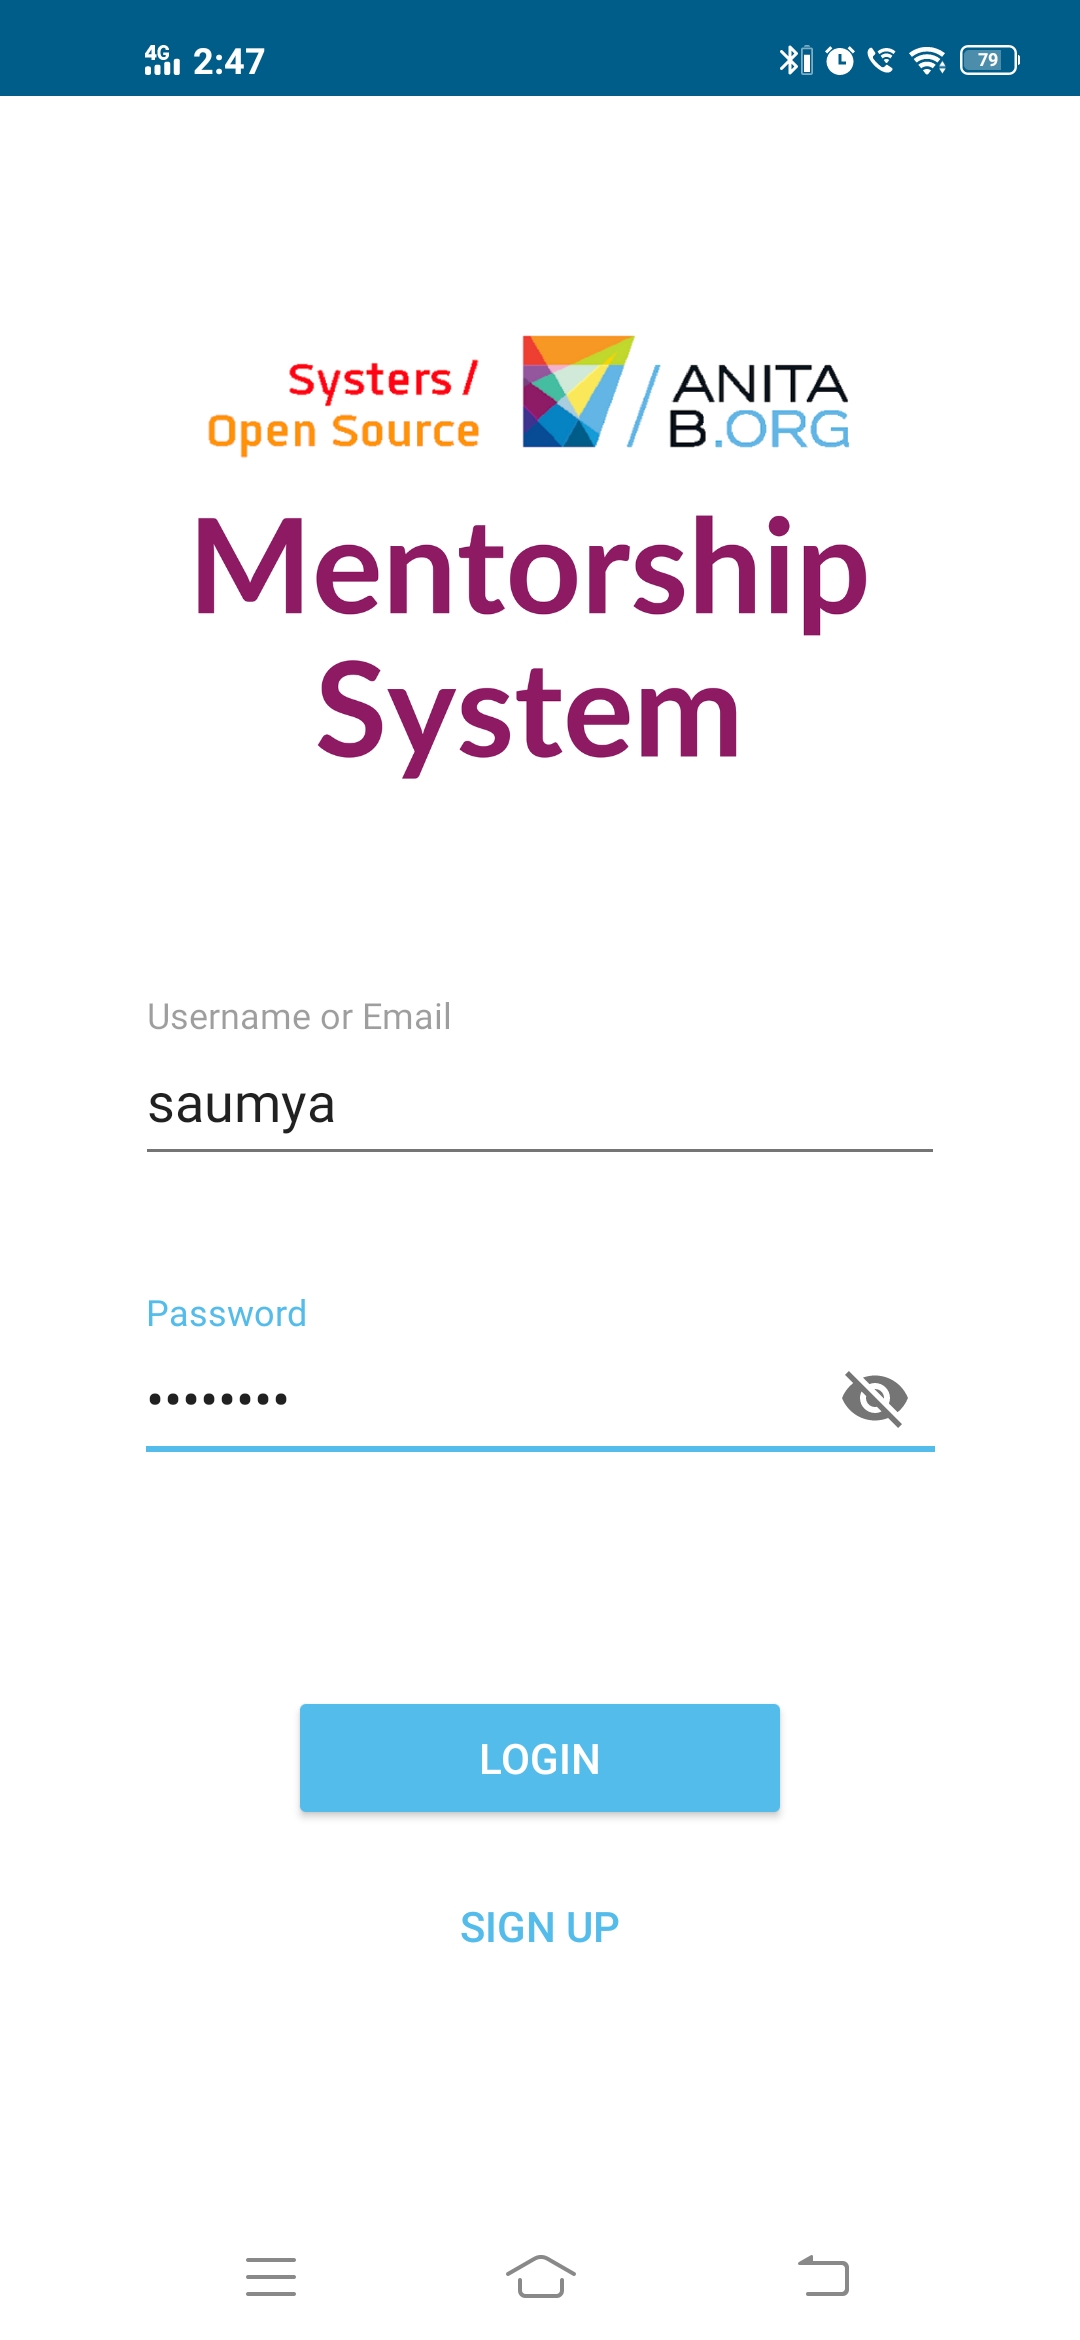 4G 2:47 79
Systers /
Open Source
ANITA
B.ORG
Mentorship
System
Username or Email
saumya
Password
••••••••
LOGIN
SIGN UP